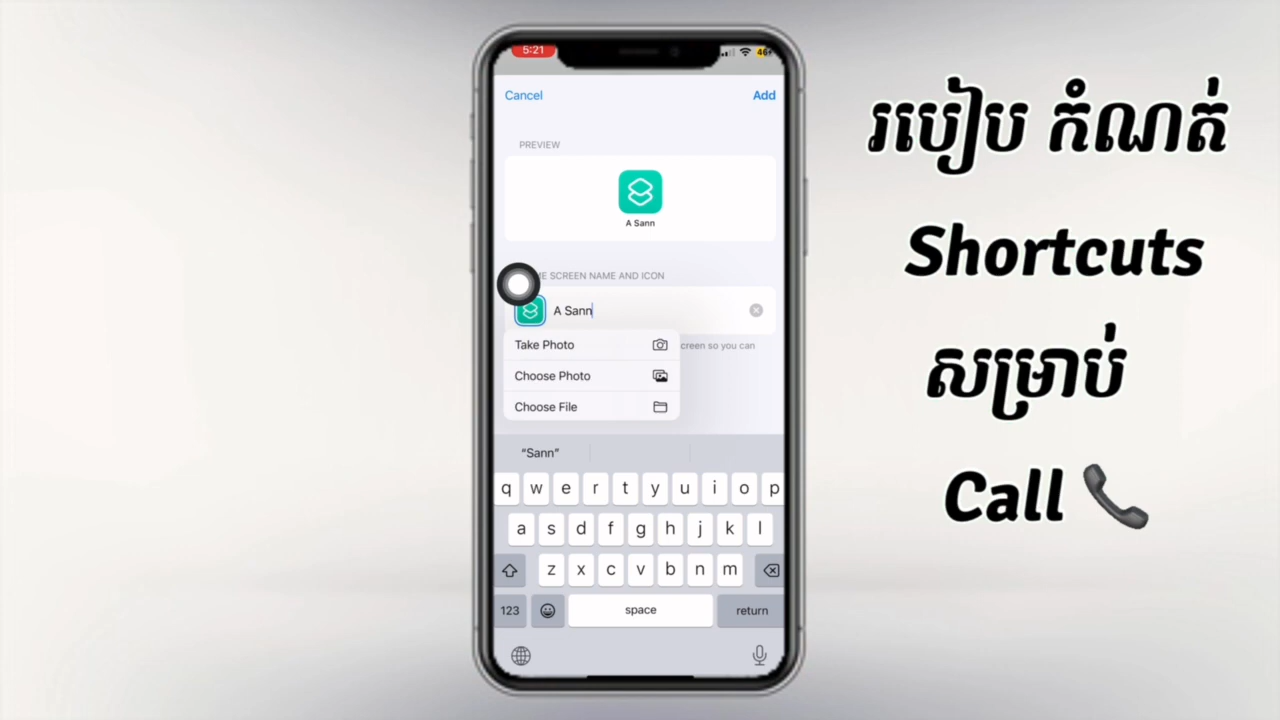 5:21
Cancel
Add
PREVIEW
A Sann
E SCREEN NAME AND ICON
A Sann
Take Photo
creen so you can
Choose Photo
Choose File
“Sann”
q w e r t y u i o p
a s d f g h j k l
z x c v b n m
123 space return
របៀប កំណត់
Shortcuts
សម្រាប់
Call